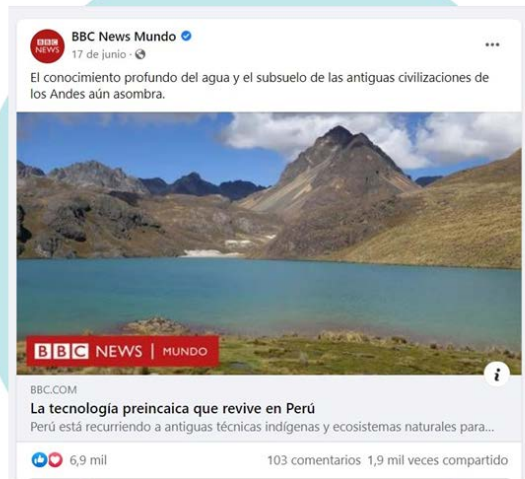 BBC
NEWS
BBC News Mundo
17 de junio ·
El conocimiento profundo del agua y el subsuelo de las antiguas civilizaciones de
los Andes aún asombra.
BBC NEWS | MUNDO
i
BBC.COM
La tecnología preincaica que revive en Perú
Perú está recurriendo a antiguas técnicas indígenas y ecosistemas naturales para...
6,9 mil 103 comentarios 1,9 mil veces compartido